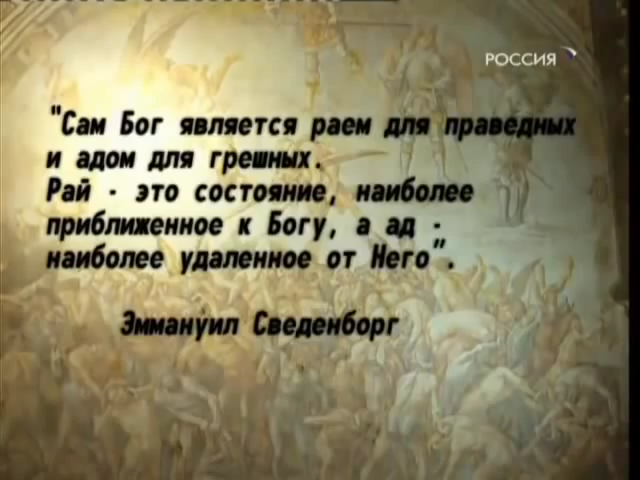 РОССИЯ
"Сам Бог является раем для праведных
и адом для грешных.
Рай - это состояние, наиболее
приближенное к Богу, а ад -
наиболее удаленное от Него".
Эммануил Сведенборг